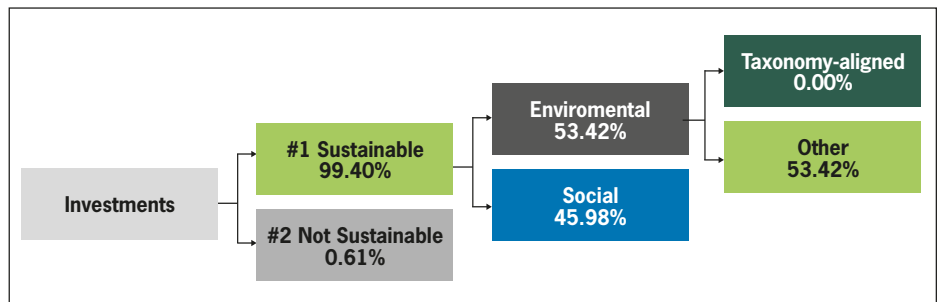 Investments
#1 Sustainable
99.40%
#2 Not Sustainable
0.61%
Enviromental
53.42%
Social
45.98%
Taxonomy-aligned
0.00%
Other
53.42%